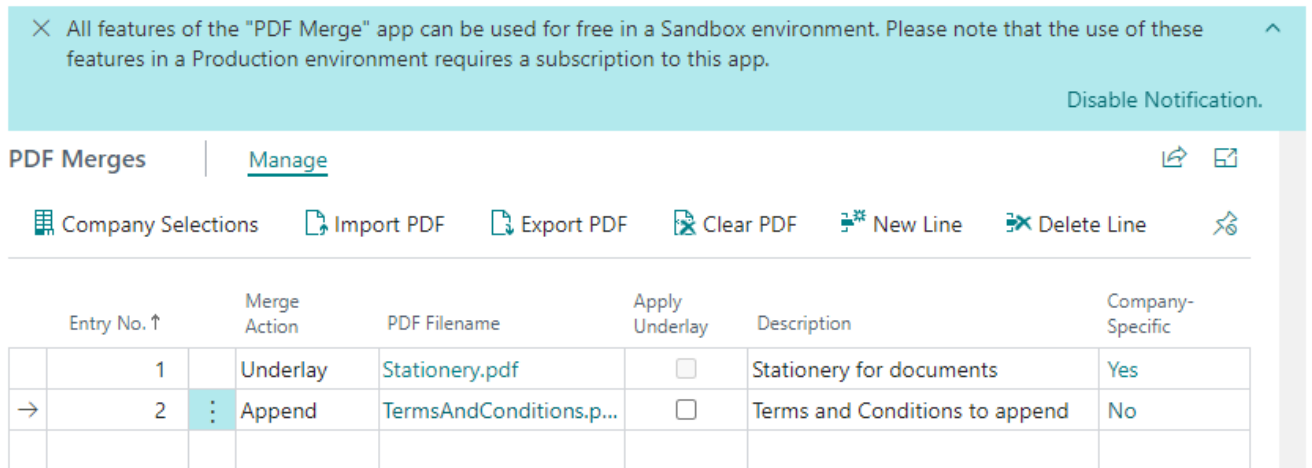 All features of the "PDF Merge" app can be used for free in a Sandbox environment. Please note that the use of these
features in a Production environment requires a subscription to this app.
Disable Notification.
PDF Merges Manage
Company Selections Import PDF Export PDF Clear PDF New Line Delete Line
Merge Apply Company-
Entry No. ↑ Action PDF Filename Underlay Description Specific
1 Underlay Stationery.pdf Stationery for documents Yes
2 Append TermsAndConditions.p... Terms and Conditions to append No